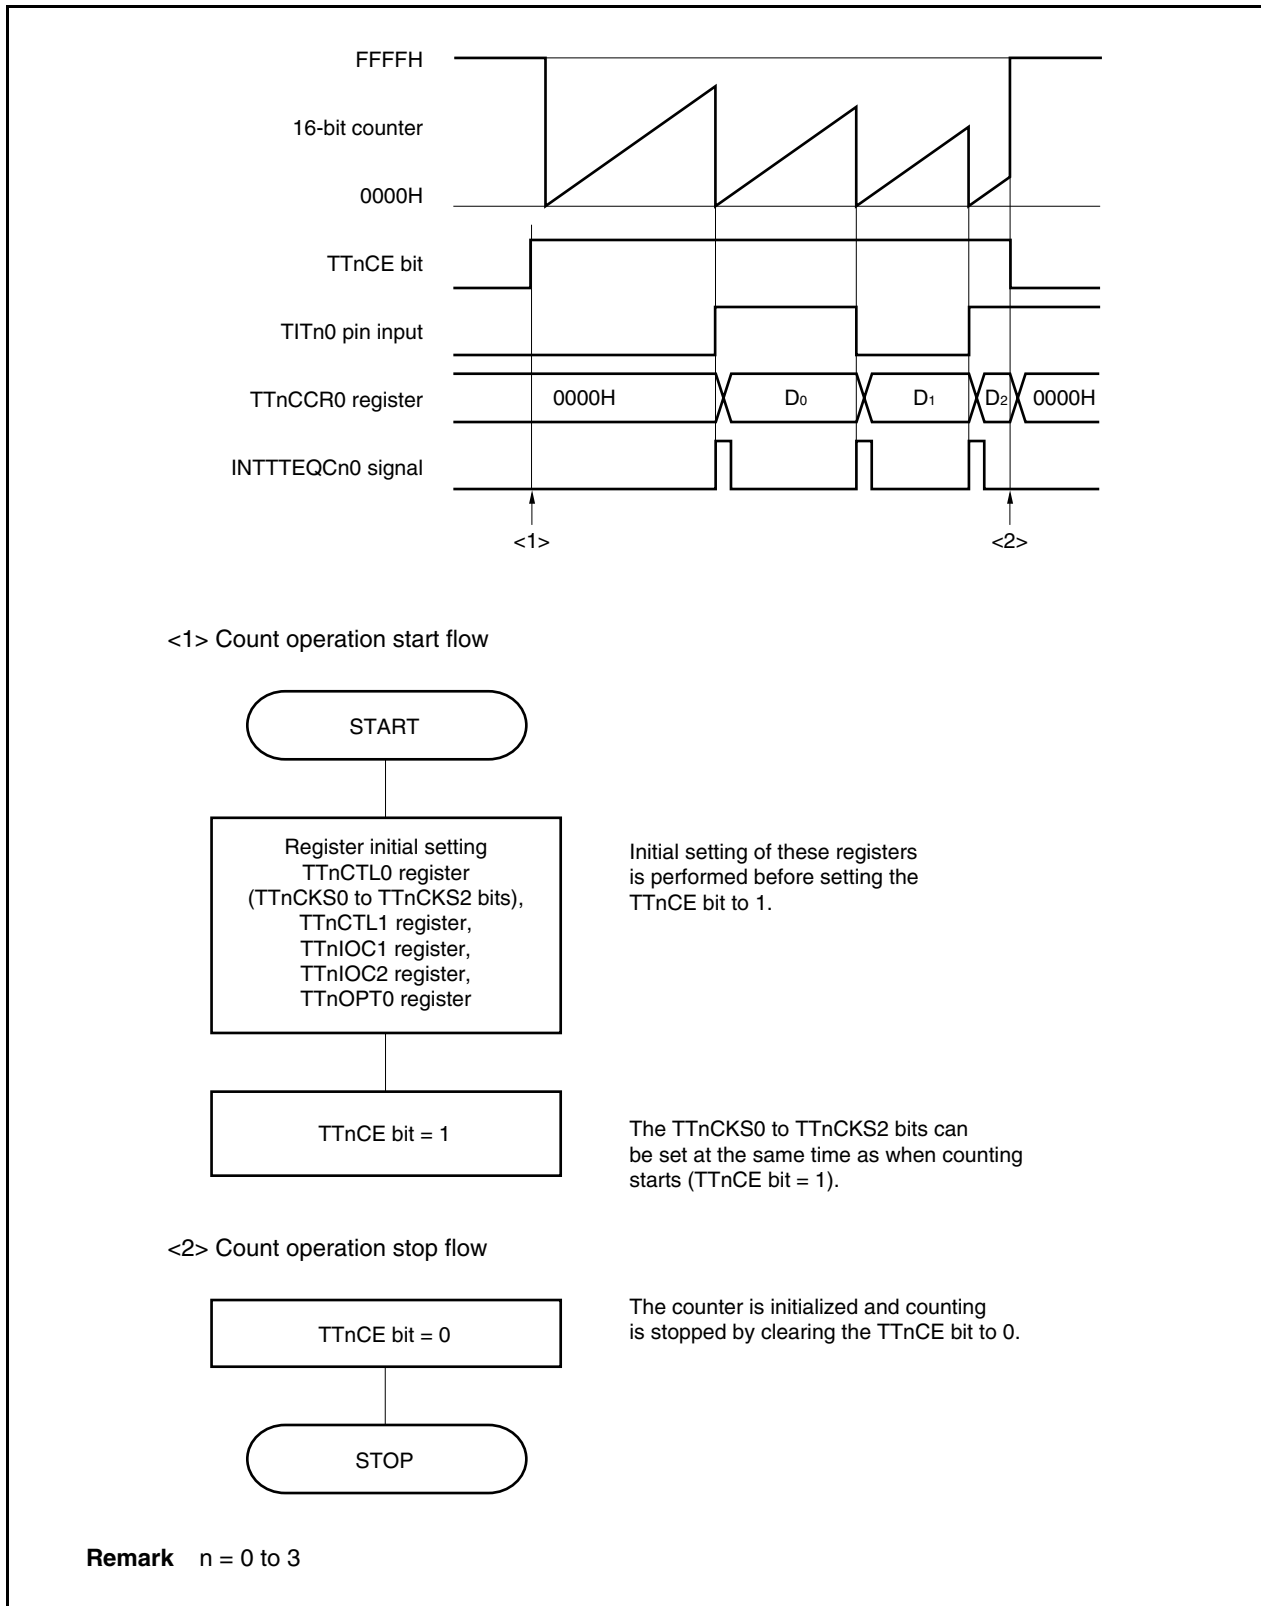 FFFFH
16-bit counter
0000H
TTnCE bit
TITn0 pin input
TTnCCR0 register
0000H
D0
D1
D2
0000H
INTTTEQCn0 signal
<1>
<2>
<1> Count operation start flow
START
Register initial setting
TTnCTL0 register
(TTnCKS0 to TTnCKS2 bits),
TTnCTL1 register,
TTnIOC1 register,
TTnIOC2 register,
TTnOPT0 register
Initial setting of these registers
is performed before setting the
TTnCE bit to 1.
TTnCE bit = 1
The TTnCKS0 to TTnCKS2 bits can
be set at the same time as when counting
starts (TTnCE bit = 1).
<2> Count operation stop flow
TTnCE bit = 0
The counter is initialized and counting
is stopped by clearing the TTnCE bit to 0.
STOP
Remark n = 0 to 3